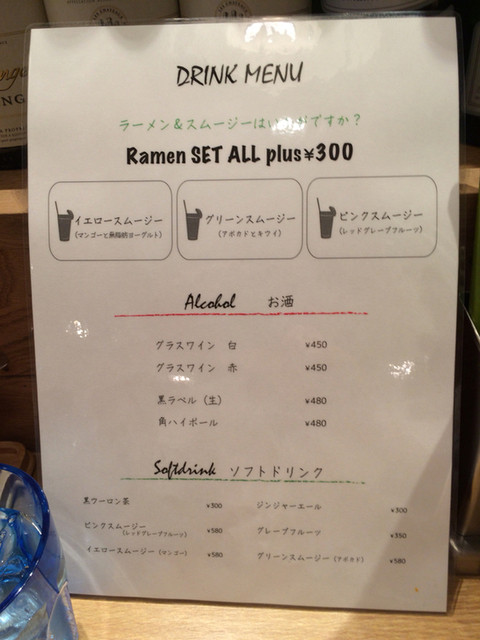 DRINK MENU
ラーメン＆スムージーはいかがですか？
Ramen SET ALL plus¥300
イエロースムージー
(マンゴーと無脂肪ヨーグルト)
グリーンスムージー
(アボカドとキウイ)
ピンクスムージー
(レッドグレープフルーツ)
Alcohol お酒
グラスワイン 白 ¥450
グラスワイン 赤 ¥450
黒ラベル（生） ¥480
角ハイボール ¥480
Softdrink ソフトドリンク
黒ウーロン茶 ¥300
ジンジャーエール ¥300
ピンクスムージー
(レッドグレープフルーツ) ¥580
グレープフルーツ ¥350
イエロースムージー (マンゴー) ¥580
グリーンスムージー (アボカド) ¥580